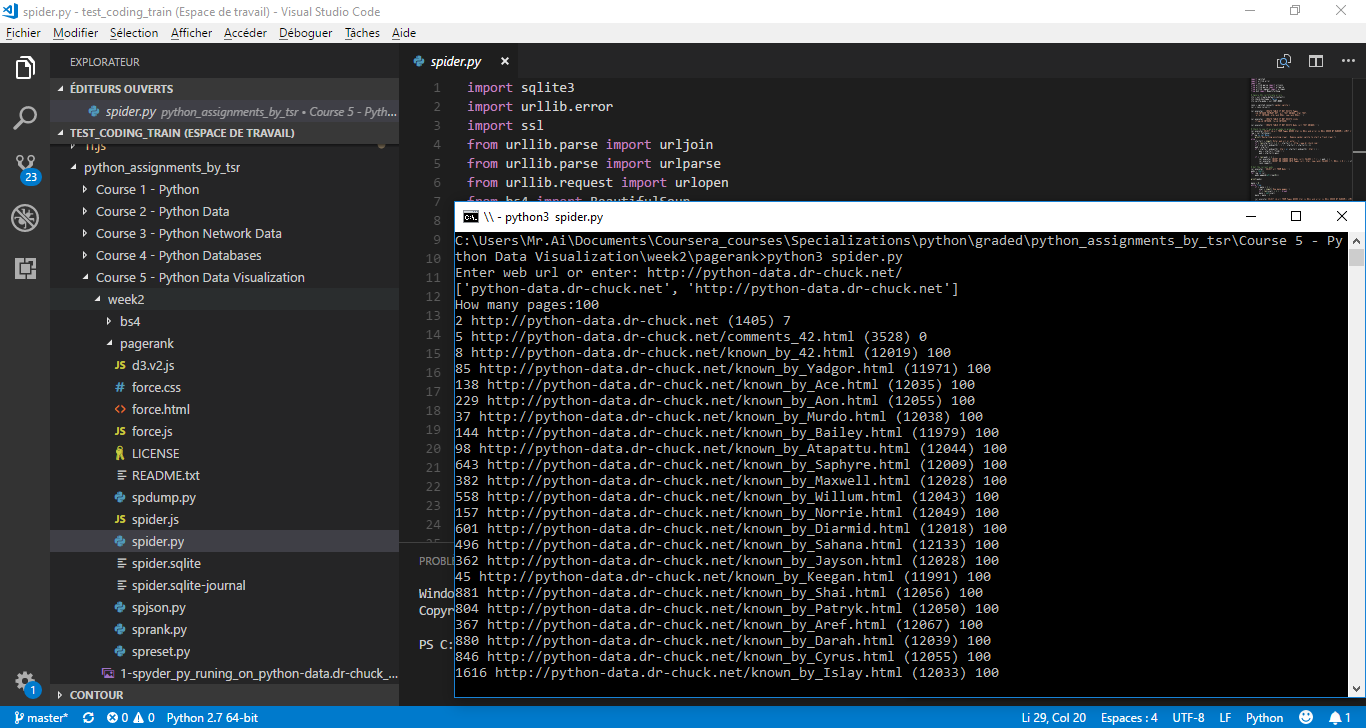 spider.py - test_coding_train (Espace de travail) - Visual Studio Code
Fichier Modifier Sélection Afficher Accéder Déboguer Tâches Aide
EXPLORATEUR
ÉDITEURS OUVERTS
spider.py python_assignments_by_tsr • Course 5 - Pyth...
TEST_CODING_TRAIN (ESPACE DE TRAVAIL)
python_assignments_by_tsr
Course 1 - Python
Course 2 - Python Data
Course 3 - Python Network Data
Course 4 - Python Databases
Course 5 - Python Data Visualization
week2
bs4
pagerank
JS d3.v2.js
# force.css
<> force.html
JS force.js
LICENSE
README.txt
spdump.py
JS spider.js
spider.py
spider.sqlite
spider.sqlite-journal
spjson.py
sprank.py
spreset.py
1-spyder_py_runing_on_python-data.dr-chuck_...
CONTOUR
23
1
spider.py
1 import sqlite3
2 import urllib.error
3 import ssl
4 from urllib.parse import urljoin
5 from urllib.parse import urlparse
6 from urllib.request import urlopen
7 from bs4 import BeautifulSoup
8
9
10
11
12
13
14
15
16
17
18
19
20
21
22
23
24
25
PROBLE
Windo
Copyr
PS C:
C:\. \\ - python3 spider.py
C:\Users\Mr.Ai\Documents\Coursera_courses\Specializations\python\graded\python_assignments_by_tsr\Course 5 - Py
thon Data Visualization\week2\pagerank>python3 spider.py
Enter web url or enter: http://python-data.dr-chuck.net/
['python-data.dr-chuck.net', 'http://python-data.dr-chuck.net']
How many pages:100
2 http://python-data.dr-chuck.net (1405) 7
5 http://python-data.dr-chuck.net/comments_42.html (3528) 0
8 http://python-data.dr-chuck.net/known_by_42.html (12019) 100
85 http://python-data.dr-chuck.net/known_by_Yadgor.html (11971) 100
138 http://python-data.dr-chuck.net/known_by_Ace.html (12035) 100
229 http://python-data.dr-chuck.net/known_by_Aon.html (12055) 100
37 http://python-data.dr-chuck.net/known_by_Murdo.html (12038) 100
144 http://python-data.dr-chuck.net/known_by_Bailey.html (11979) 100
98 http://python-data.dr-chuck.net/known_by_Atapattu.html (12044) 100
643 http://python-data.dr-chuck.net/known_by_Saphyre.html (12009) 100
382 http://python-data.dr-chuck.net/known_by_Maxwell.html (12028) 100
558 http://python-data.dr-chuck.net/known_by_Willum.html (12043) 100
157 http://python-data.dr-chuck.net/known_by_Norrie.html (12049) 100
601 http://python-data.dr-chuck.net/known_by_Diarmid.html (12018) 100
496 http://python-data.dr-chuck.net/known_by_Sahana.html (12133) 100
362 http://python-data.dr-chuck.net/known_by_Jayson.html (12028) 100
45 http://python-data.dr-chuck.net/known_by_Keegan.html (11991) 100
881 http://python-data.dr-chuck.net/known_by_Shai.html (12056) 100
804 http://python-data.dr-chuck.net/known_by_Patryk.html (12050) 100
367 http://python-data.dr-chuck.net/known_by_Aref.html (12067) 100
880 http://python-data.dr-chuck.net/known_by_Darah.html (12039) 100
846 http://python-data.dr-chuck.net/known_by_Cyrus.html (12055) 100
1616 http://python-data.dr-chuck.net/known_by_Islay.html (12033) 100
master* 0 0 Python 2.7 64-bit
Li 29, Col 20 Espaces : 4 UTF-8 LF Python 1